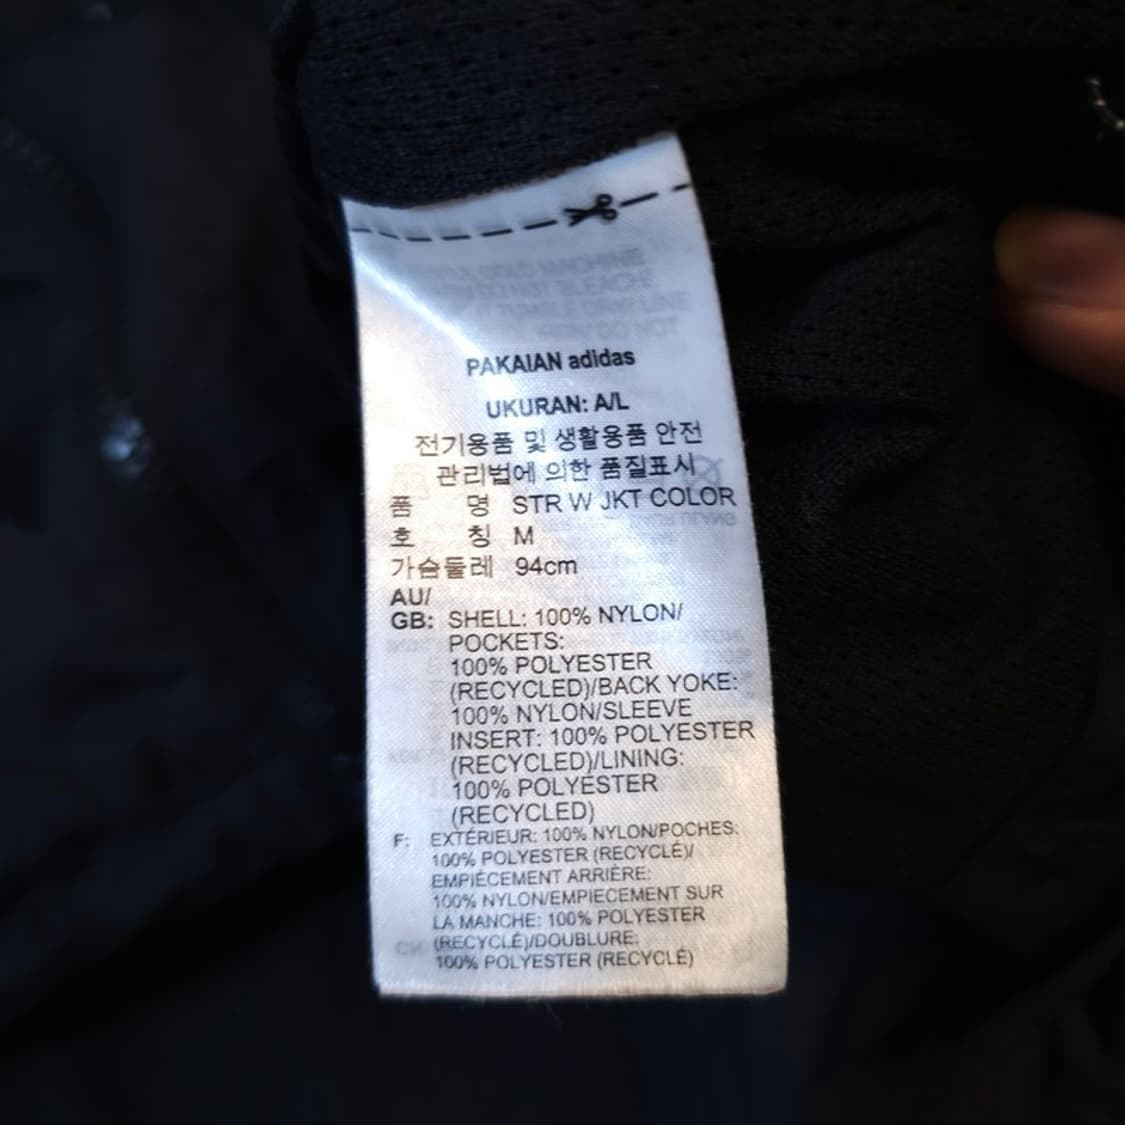 PAKAIAN adidas
UKURAN: A/L
전기용품 및 생활용품 안전
관리법에 의한 품질표시
품 명 STR W JKT COLOR
호 칭 M
가슴둘레 94cm
AU/
GB: SHELL: 100% NYLON/
POCKETS:
100% POLYESTER
(RECYCLED)/BACK YOKE:
100% NYLON/SLEEVE
INSERT: 100% POLYESTER
(RECYCLED)/LINING:
100% POLYESTER
(RECYCLED)
F: EXTÉRIEUR: 100% NYLON/POCHES:
100% POLYESTER (RECYCLÉ)/
EMPIÈCEMENT ARRIÈRE:
100% NYLON/EMPIECEMENT SUR
LA MANCHE: 100% POLYESTER
(RECYCLÉ)/DOUBLURE:
100% POLYESTER (RECYCLÉ)